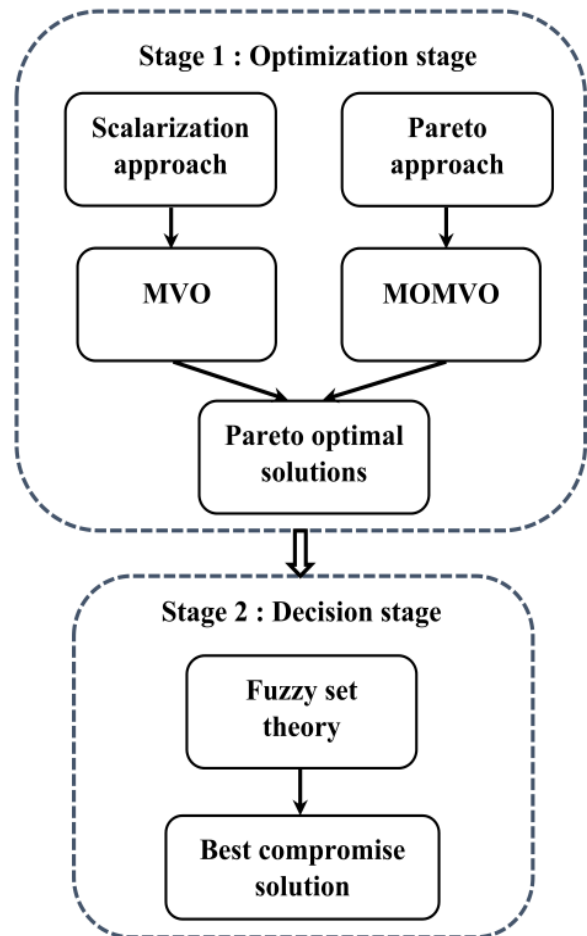 Stage 1 : Optimization stage
Scalarization
approach
Pareto
approach
MVO
MOMVO
Pareto optimal
solutions
Stage 2 : Decision stage
Fuzzy set
theory
Best compromise
solution